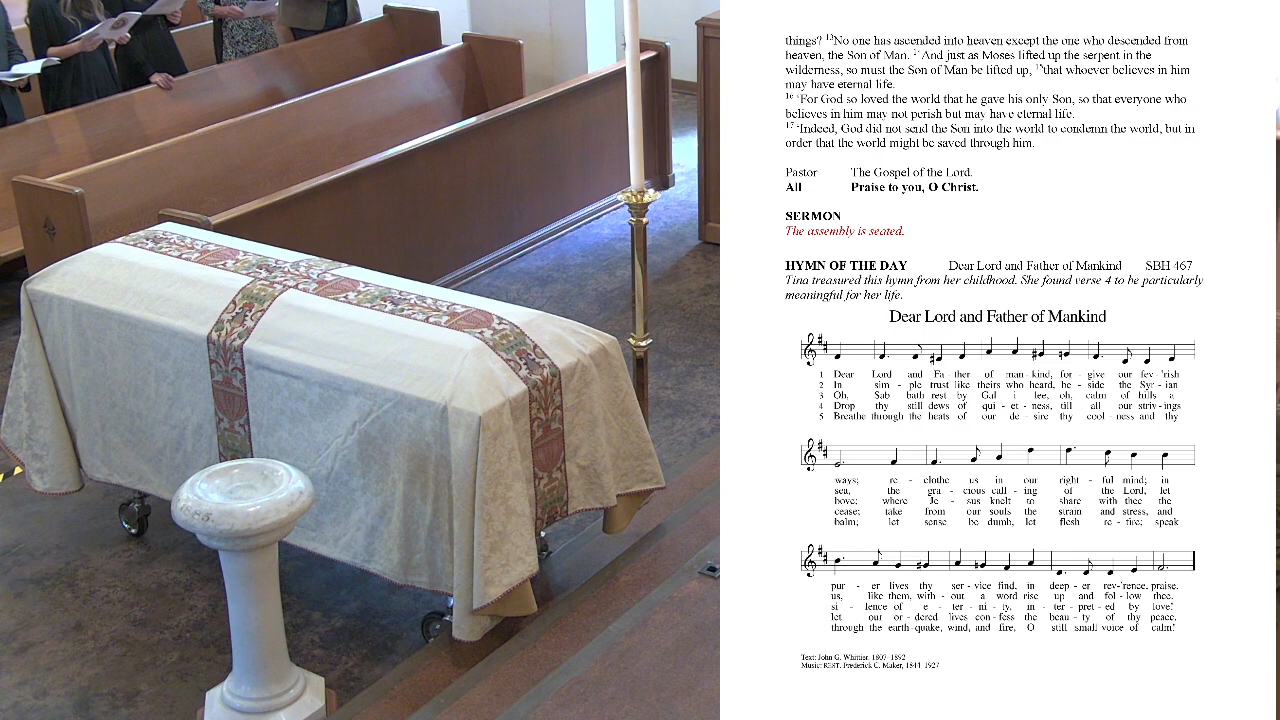 things? 13No one has ascended into heaven except the one who descended from
heaven, the Son of Man. And just as Moses lifted up the serpent in the
wilderness, so must the Son of Man be lifted up, 15that whoever believes in him
may have eternal life.
16 "For God so loved the world that he gave his only Son, so that everyone who
believes in him may not perish but may have eternal life.
17 "Indeed, God did not send the Son into the world to condemn the world, but in
order that the world might be saved through him.
Pastor The Gospel of the Lord.
All Praise to you, O Christ.
SERMON
The assembly is seated.
HYMN OF THE DAY Dear Lord and Father of Mankind SBH 467
Tina treasured this hymn from her childhood. She found verse 4 to be particularly
meaningful for her life.
Dear Lord and Father of Mankind
1 Dear Lord and Fa - ther of man - kind, for - give our fev - 'rish
2 In sim - ple trust like theirs who heard, be - side the Syr - ian
3 Oh, Sab - bath rest by Gal - i - lee, oh, calm of hills a -
4 Drop thy still dews of qui - et - ness, till all our striv - ings
5 Breathe through the heats of our de - sire thy cool - ness and thy
ways; re - clothe us in our right - ful mind; in
sea, the gra - cious call - ing of the Lord, let
bove; where Je - sus knelt to share with thee the
cease; take from our souls the strain and stress, and
balm; let sense be dumb, let flesh re - tire; speak
pur - er lives thy ser - vice find, in deep - er rev - 'rence, praise.
us, like them, with - out a word rise up and fol - low thee.
si - lence of e - ter - ni - ty, in - ter - pret - ed by love!
let our or - dered lives con - fess the beau - ty of thy peace.
through the earth - quake, wind, and fire, O still small voice of calm!
Text: John G. Whittier, 1807-1892
Music: REST, Frederick C. Maker, 1844-1927